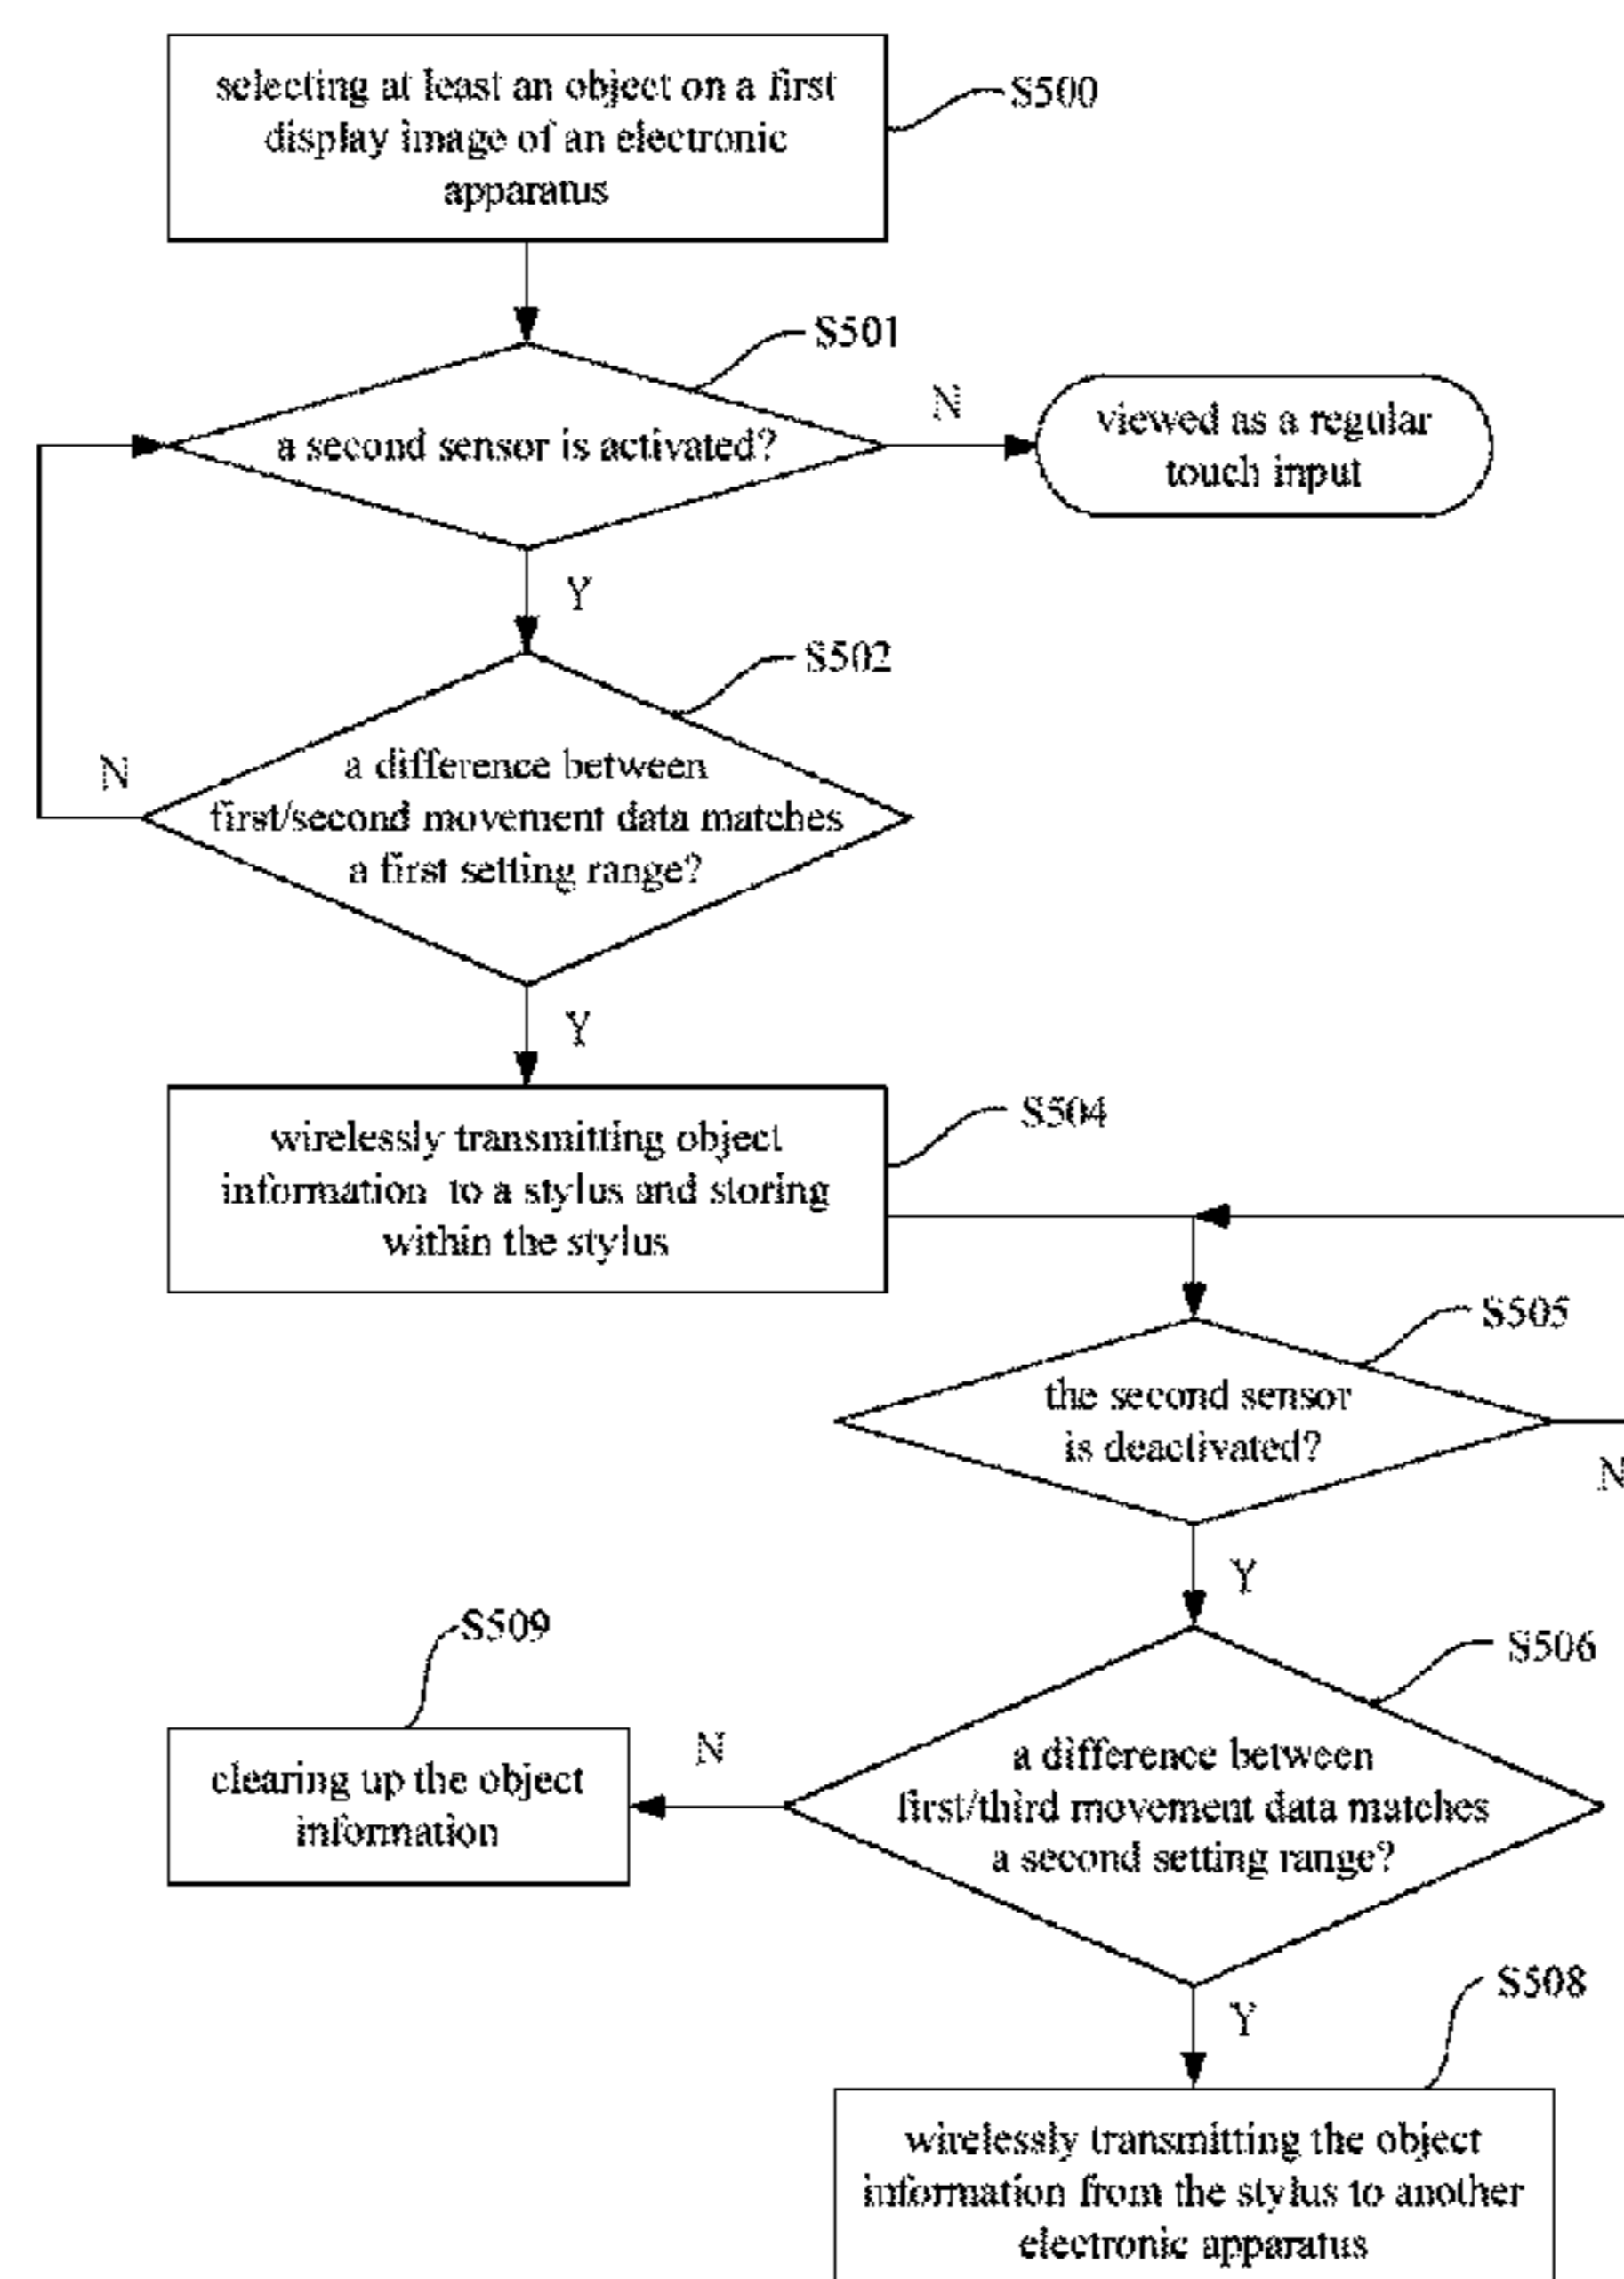 selecting at least an object on a first
display image of an electronic
apparatus
S500
S501
a second sensor is activated?
N
viewed as a regular
touch input
Y
S502
N
a difference between
first/second movement data matches
a first setting range?
Y
wirelessly transmitting object
information to a stylus and storing
within the stylus
S504
S505
the second sensor
is deactivated?
N
Y
S509
S506
clearing up the object
information
N
a difference between
first/third movement data matches
a second setting range?
Y
S508
wirelessly transmitting the object
information from the stylus to another
electronic apparatus